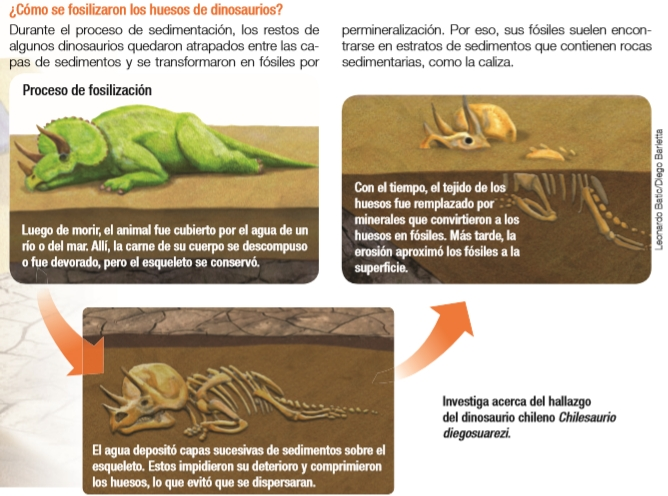 ¿Cómo se fosilizaron los huesos de dinosaurios?
Durante el proceso de sedimentación, los restos de
algunos dinosaurios quedaron atrapados entre las ca-
pas de sedimentos y se transformaron en fósiles por
permineralización. Por eso, sus fósiles suelen encon-
trarse en estratos de sedimentos que contienen rocas
sedimentarias, como la caliza.
Proceso de fosilización
Luego de morir, el animal fue cubierto por el agua de un
río o del mar. Allí, la carne de su cuerpo se descompuso
o fue devorado, pero el esqueleto se conservó.
El agua depositó capas sucesivas de sedimentos sobre el
esqueleto. Estos impidieron su deterioro y comprimieron
los huesos, lo que evitó que se dispersaran.
Con el tiempo, el tejido de los
huesos fue remplazado por
minerales que convirtieron a los
huesos en fósiles. Más tarde, la
erosión aproximó los fósiles a la
superficie.
Leonardo Batic/Diego Barletta
Investiga acerca del hallazgo
del dinosaurio chileno Chilesaurio
diegosuarezi.